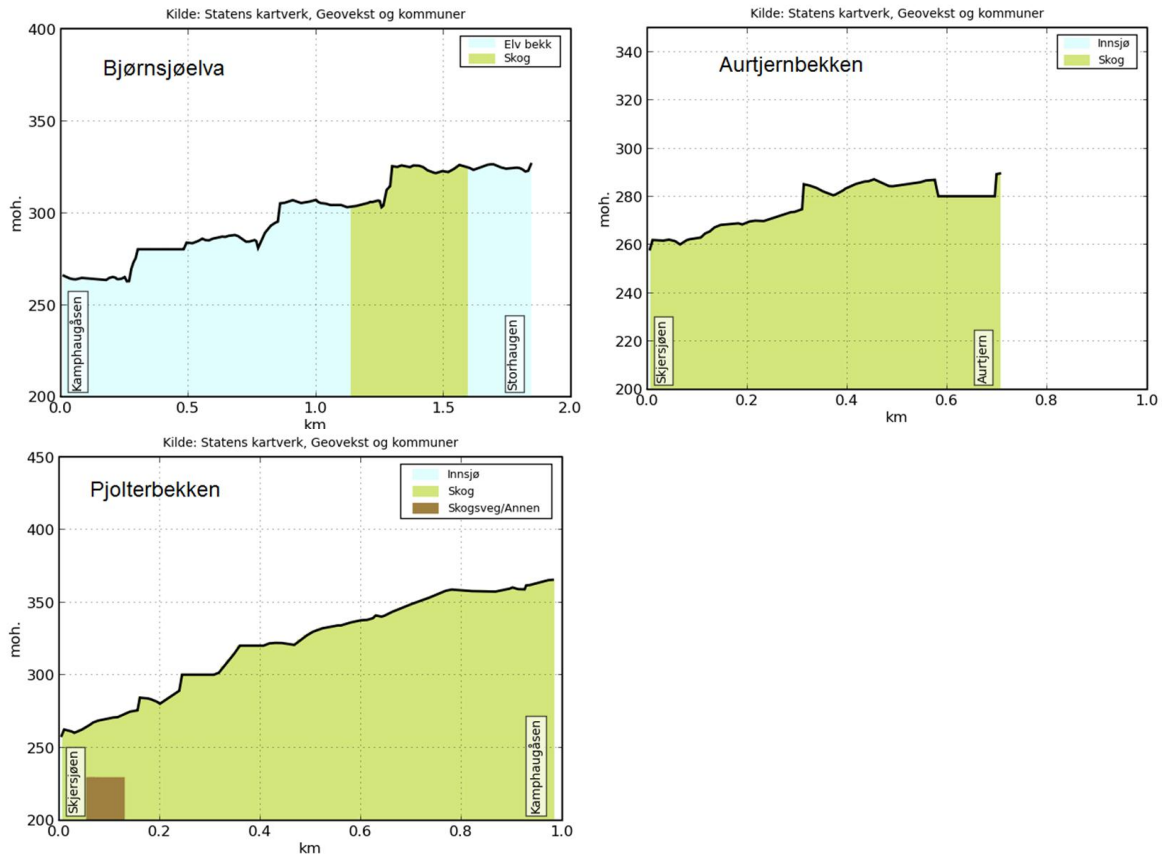 Kilde: Statens kartverk, Geovekst og kommuner
Bjørnsjøelva
Elv bekk
Skog
400
350
300
250
200
moh.
Kamphaugåsen
Storhaugen
0.0 0.5 1.0 1.5 2.0
km
Kilde: Statens kartverk, Geovekst og kommuner
Aurtjernbekken
Innsjø
Skog
340
320
300
280
260
240
220
200
moh.
Skjersjøen
Aurtjern
0.0 0.2 0.4 0.6 0.8 1.0
km
Kilde: Statens kartverk, Geovekst og kommuner
Pjolterbekken
Innsjø
Skog
Skogsveg/Annen
450
400
350
300
250
200
moh.
Skjersjøen
Kamphaugåsen
0.0 0.2 0.4 0.6 0.8 1.0
km